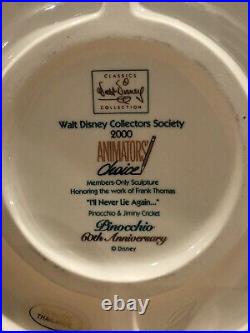 CLASSICS
Walt Disney
COLLECTION
Walt Disney Collectors Society
2000
ANIMATORS'
Choice
Members-Only Sculpture
Honoring the work of Frank Thomas
"I'll Never Lie Again..."
Pinocchio & Jiminy Cricket
Pinocchio
60th Anniversary
© Disney